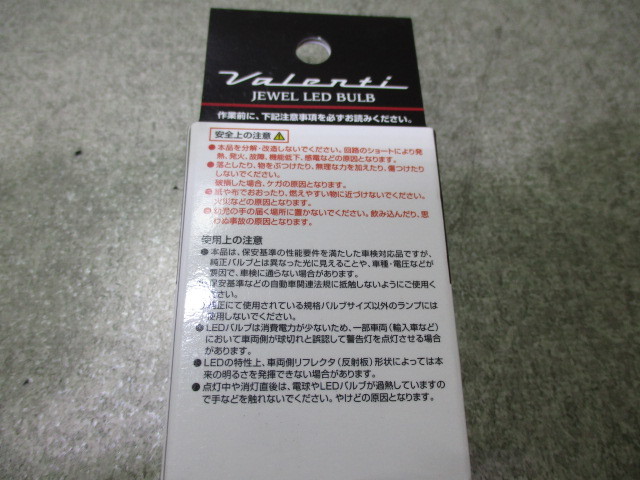 Valenti
JEWEL LED BULB
作業前に、下記注意事項を必ずお読みください。
安全上の注意
●本品を分解・改造しないでください。回路のショートにより発
熱、発火、故障、機能低下、感電などの原因となります。
●落としたり、物をぶつけたり、無理な力を加えたり、傷つけたり
しないでください。
破損した場合、ケガの原因となります。
●紙や布でおおったり、燃えやすい物に近づけないでください。
火災などの原因となります。
●幼児の手の届く場所に置かないでください。飲み込んだり、思
わぬ事故の原因となります。
使用上の注意
●本品は、保安基準の性能要件を満たした車検対応品ですが、
純正バルブとは異なった光に見えることや、車種・電圧などが
要因で、車検に通らない場合があります。
●保安基準などの自動車関連法規に抵触しないようにご使用く
ださい。
●純正にて使用されている規格バルブサイズ以外のランプには
使用しないでください。
●LEDバルブは消費電力が少ないため、一部車両（輸入車など）
において車両側が球切れと誤認して警告灯を点灯させる場合
があります。
●LEDの特性上、車両側リフレクタ（反射板）形状によっては本
来の明るさを発揮できない場合があります。
●点灯中や消灯直後は、電球やLEDバルブが過熱していますの
で手などを触れないでください。やけどの原因となります。